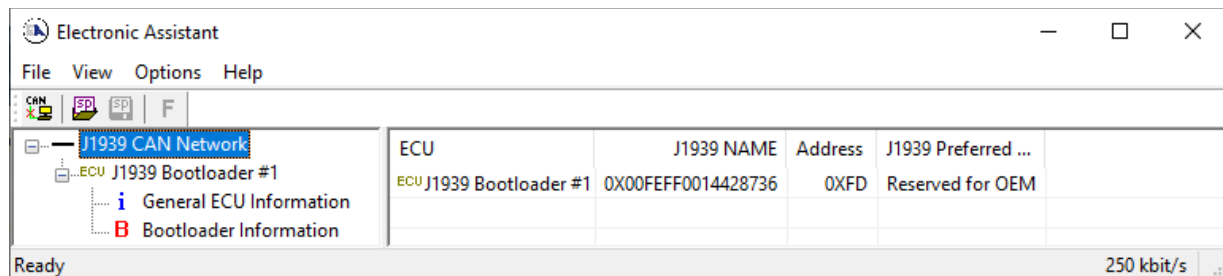 Electronic Assistant
File View Options Help
CAN SP SP F
J1939 CAN Network
ECU J1939 Bootloader #1
i General ECU Information
B Bootloader Information
ECU J1939 NAME Address J1939 Preferred ...
ECU J1939 Bootloader #1 0X00FEFF0014428736 0XFD Reserved for OEM
Ready 250 kbit/s